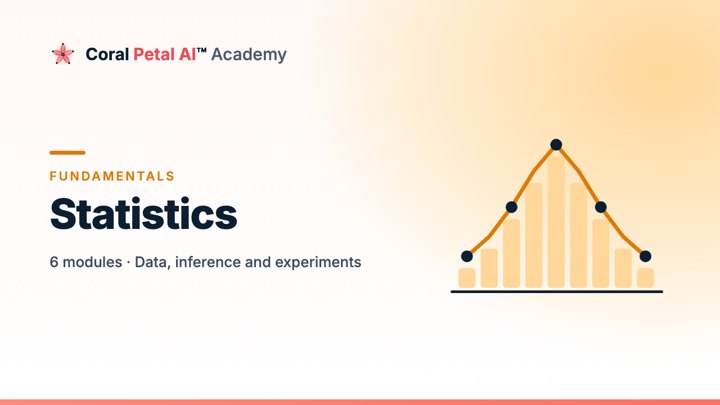 Coral Petal AI™ Academy
FUNDAMENTALS
Statistics
6 modules · Data, inference and experiments